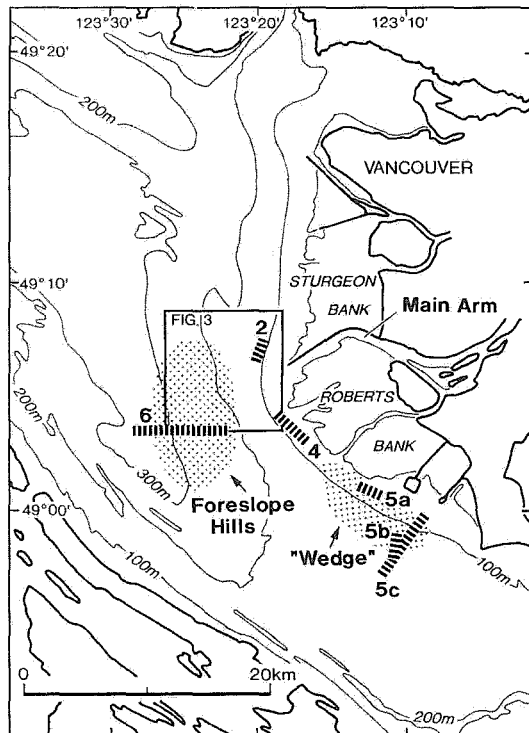 123°30' 123°20' 123°10'
49°20'
200m
VANCOUVER
49°10'
STURGEON
BANK
Main Arm
FIG. 3
2
ROBERTS
BANK
6
4
200m
300m
Foreslope
Hills
5a
49°00'
"Wedge"
5b
5c
100m
100m
0 20km
200m